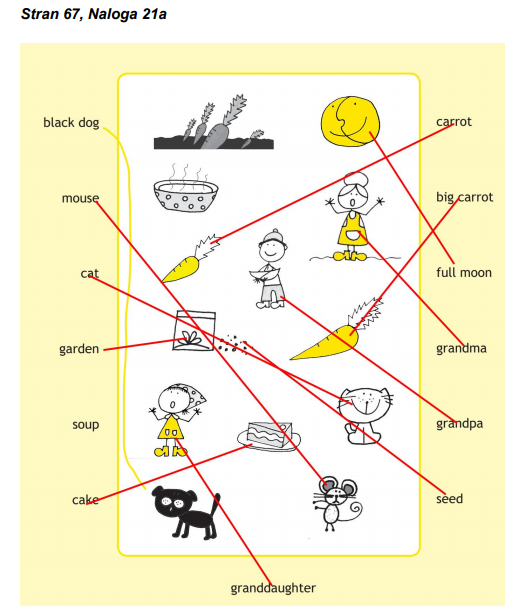 Stran 67, Naloga 21a
black dog
carrot
mouse
big carrot
cat
full moon
garden
grandma
soup
grandpa
cake
seed
granddaughter